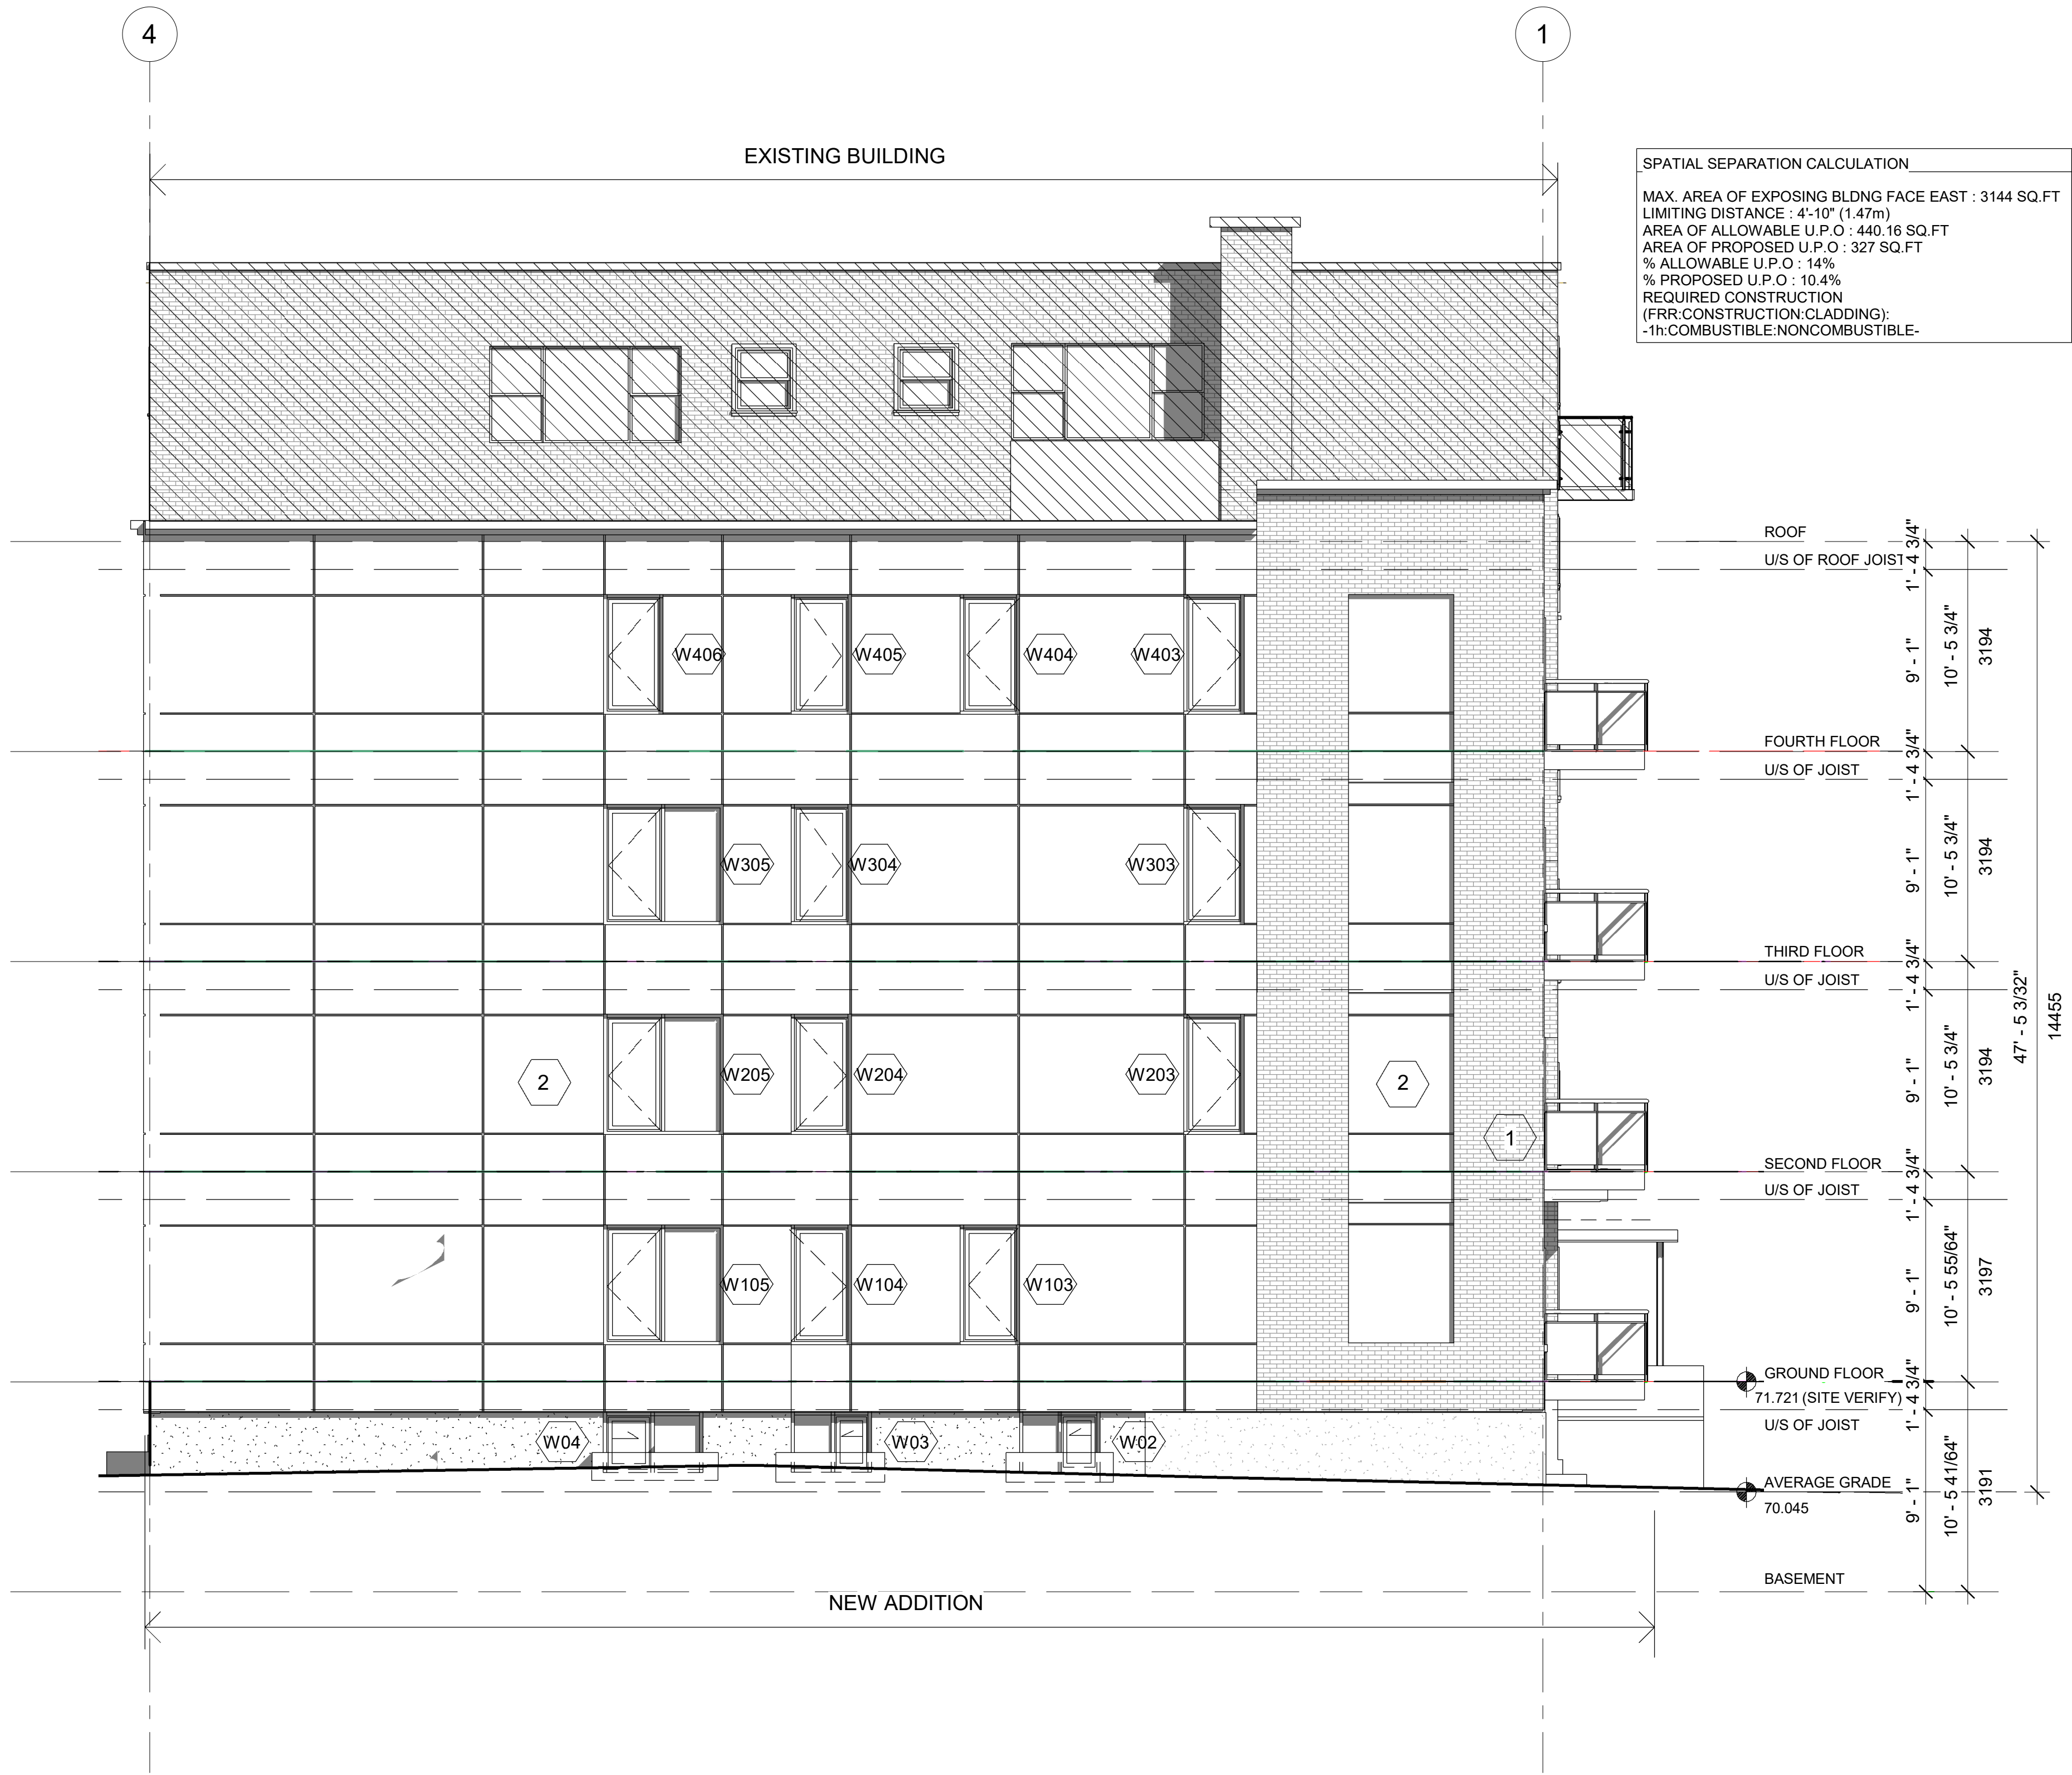 4
1
EXISTING BUILDING
SPATIAL SEPARATION CALCULATION
MAX. AREA OF EXPOSING BLDNG FACE EAST : 3144 SQ.FT
LIMITING DISTANCE : 4'-10" (1.47m)
AREA OF ALLOWABLE U.P.O : 440.16 SQ.FT
AREA OF PROPOSED U.P.O : 327 SQ.FT
% ALLOWABLE U.P.O : 14%
% PROPOSED U.P.O : 10.4%
REQUIRED CONSTRUCTION
(FRR:CONSTRUCTION:CLADDING):
-1h:COMBUSTIBLE:NONCOMBUSTIBLE-
ROOF
1' - 4 3/4"
U/S OF ROOF JOIST
W406
W405
W404
W403
9' - 1"
10' - 5 3/4"
3194
FOURTH FLOOR
1' - 4 3/4"
U/S OF JOIST
W305
W304
W303
9' - 1"
10' - 5 3/4"
3194
THIRD FLOOR
1' - 4 3/4"
U/S OF JOIST
47' - 5 3/32"
14455
2
W205
W204
W203
2
1
9' - 1"
10' - 5 3/4"
3194
SECOND FLOOR
1' - 4 3/4"
U/S OF JOIST
W105
W104
W103
9' - 1"
10' - 5 55/64"
3197
GROUND FLOOR
71.721 (SITE VERIFY)
1' - 4 3/4"
U/S OF JOIST
W04
W03
W02
AVERAGE GRADE
70.045
9' - 1"
10' - 5 41/64"
3191
BASEMENT
NEW ADDITION